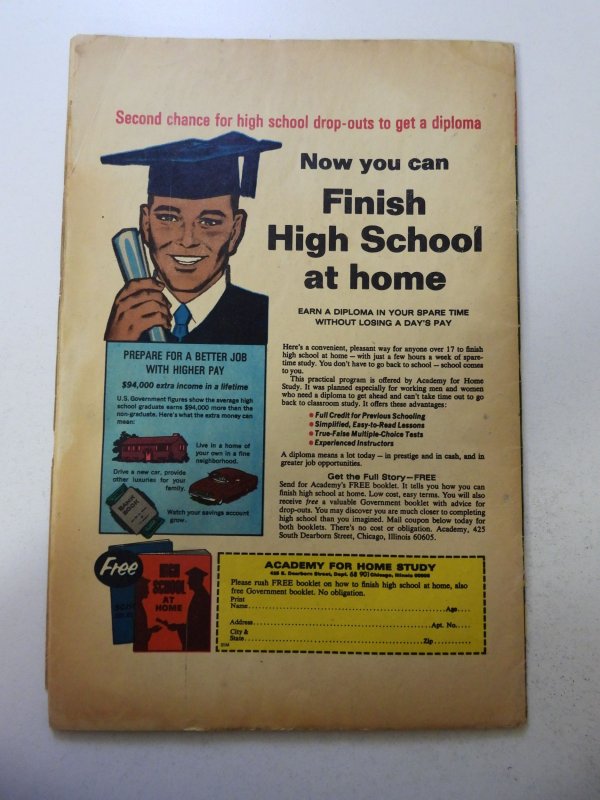 Second chance for high school drop-outs to get a diploma
Now you can
Finish
High School
at home
EARN A DIPLOMA IN YOUR SPARE TIME
WITHOUT LOSING A DAY'S PAY
PREPARE FOR A BETTER JOB
WITH HIGHER PAY
$94,000 extra income in a lifetime
U.S. Government figures show the average high
school graduate earns $94,000 more than the
non-graduate. Here's what the extra money can
mean:
Live in a home of
your own in a fine
neighborhood.
Drive a new car, provide
other luxuries for your
family.
BANK
BOOK
Watch your savings account
grow.
Here's a convenient, pleasant way for anyone over 17 to finish
high school at home — with just a few hours a week of spare-
time study. You don't have to go back to school — school comes
to you.
This practical program is offered by Academy for Home
Study. It was planned especially for working men and women
who need a diploma to get ahead and can't take time out to go
back to classroom study. It offers these advantages:
• Full Credit for Previous Schooling
• Simplified, Easy-to-Read Lessons
• True-False Multiple-Choice Tests
• Experienced Instructors
A diploma means a lot today — in prestige and in cash, and in
greater job opportunities.
Get the Full Story—FREE
Send for Academy's FREE booklet. It tells you how you can
finish high school at home. Low cost, easy terms. You will also
receive free a valuable Government booklet with advice for
drop-outs. You may discover you are much closer to completing
high school than you imagined. Mail coupon below today for
both booklets. There's no cost or obligation. Academy, 425
South Dearborn Street, Chicago, Illinois 60605.
Free
HIGH
SCHOOL
AT
HOME
ACADEMY FOR HOME STUDY
425 S. Dearborn Street, Dept. 68 901 Chicago, Illinois 60605
Please rush FREE booklet on how to finish high school at home, also
free Government booklet. No obligation.
Print
Name Age
Address Apt. No.
City &
State Zip